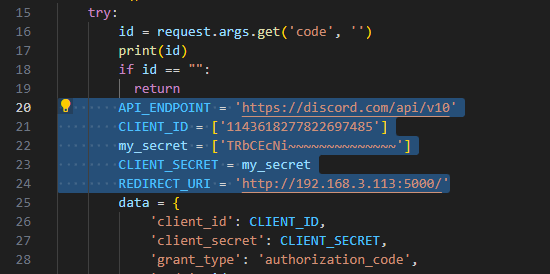 15 try:
16 id = request.args.get('code', '')
17 print(id)
18 if id == "":
19 return
20 API_ENDPOINT = 'https://discord.com/api/v10'
21 CLIENT_ID = ['1143618277822697485']
22 my_secret = ['TRbCEcNi~~~~~~~~~~~~~~~']
23 CLIENT_SECRET = my_secret
24 REDIRECT_URI = 'http://192.168.3.113:5000/'
25 data = {
26 'client_id': CLIENT_ID,
27 'client_secret': CLIENT_SECRET,
28 'grant_type': 'authorization_code',